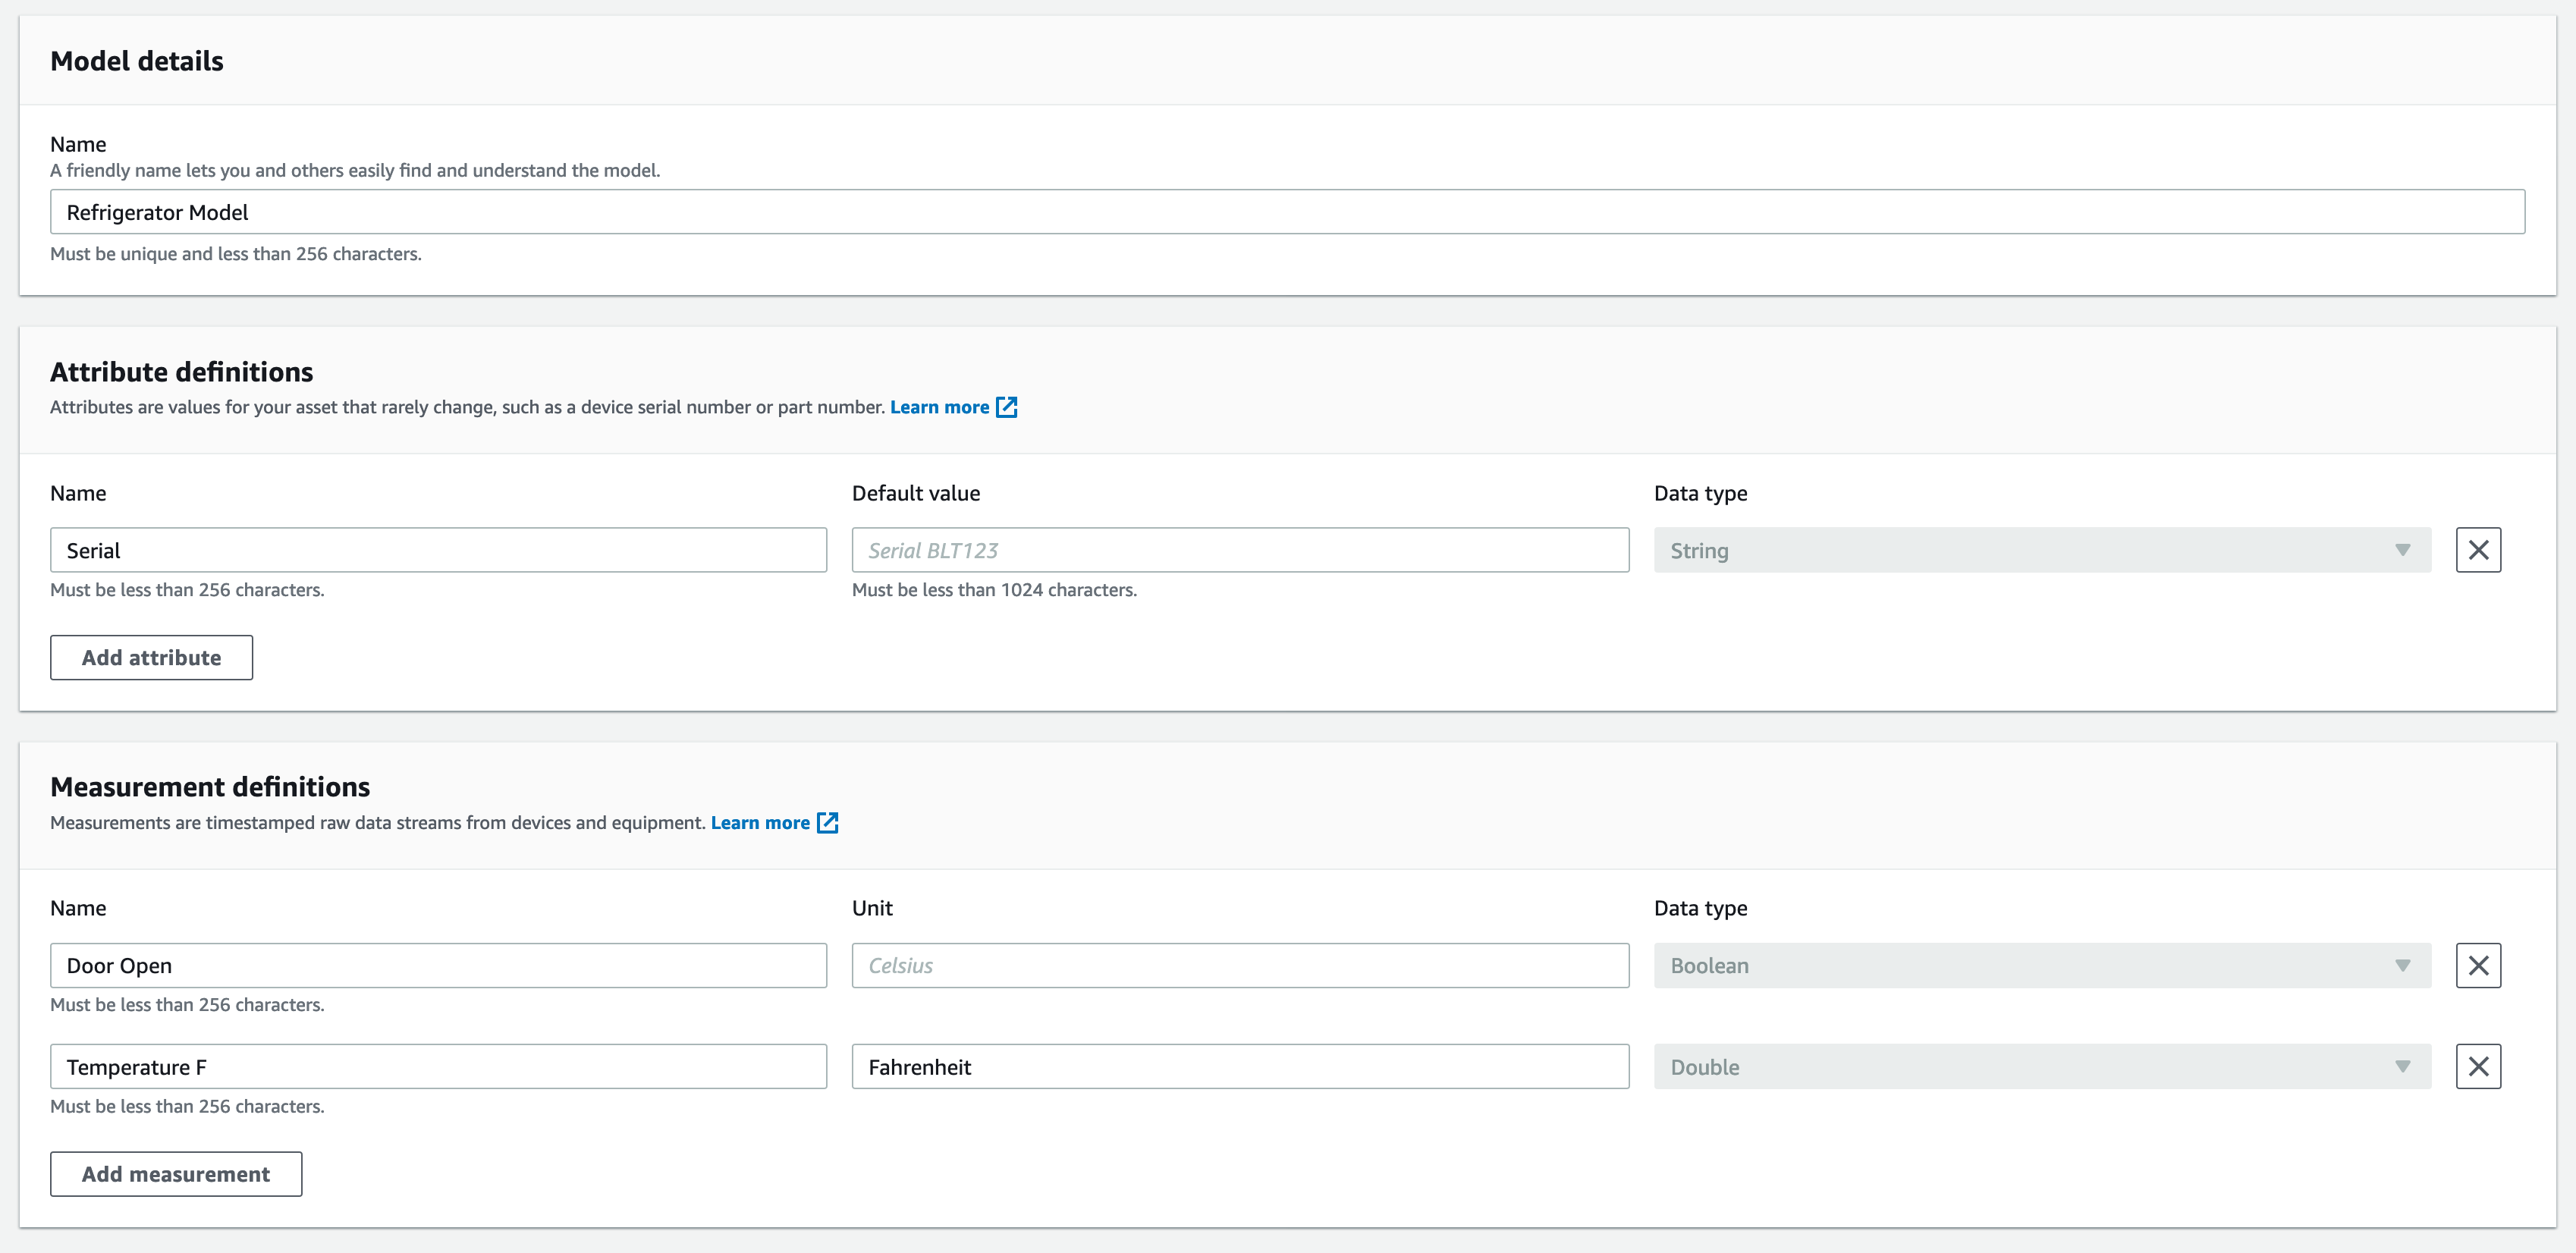 Model details
Name
A friendly name lets you and others easily find and understand the model.
Refrigerator Model
Must be unique and less than 256 characters.
Attribute definitions
Attributes are values for your asset that rarely change, such as a device serial number or part number. Learn more
Name Default value Data type
Serial Serial BLT123 String
Must be less than 256 characters. Must be less than 1024 characters.
Add attribute
Measurement definitions
Measurements are timestamped raw data streams from devices and equipment. Learn more
Name Unit Data type
Door Open Celsius Boolean
Must be less than 256 characters.
Temperature F Fahrenheit Double
Must be less than 256 characters.
Add measurement